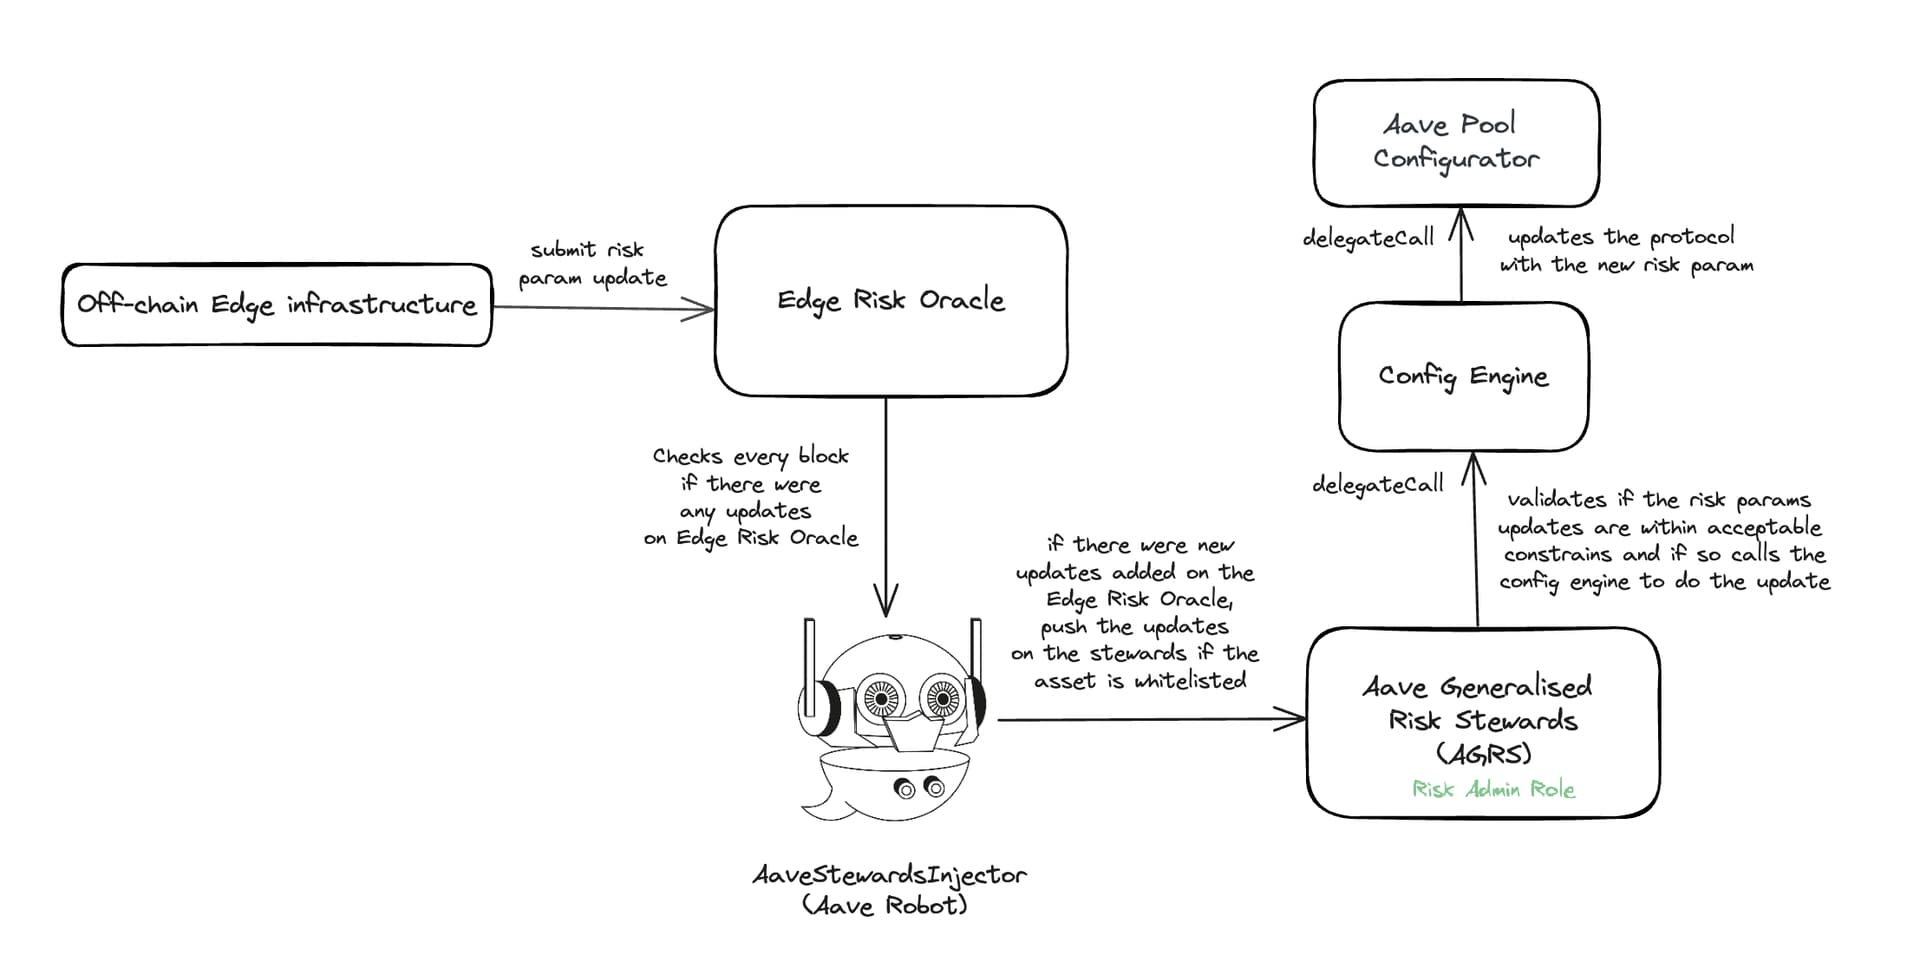 Off-chain Edge infrastructure
submit risk
param update
Edge Risk Oracle
Checks every block
if there were
any updates
on Edge Risk Oracle
AaveStewardsInjector
(Aave Robot)
if there were new
updates added on the
Edge Risk Oracle,
push the updates
on the stewards if the
asset is whitelisted
Aave Generalised
Risk Stewards
(AGRS)
Risk Admin Role
delegateCall
validates if the risk params
updates are within acceptable
constrains and if so calls the
config engine to do the update
Config Engine
delegateCall
updates the protocol
with the new risk param
Aave Pool
Configurator